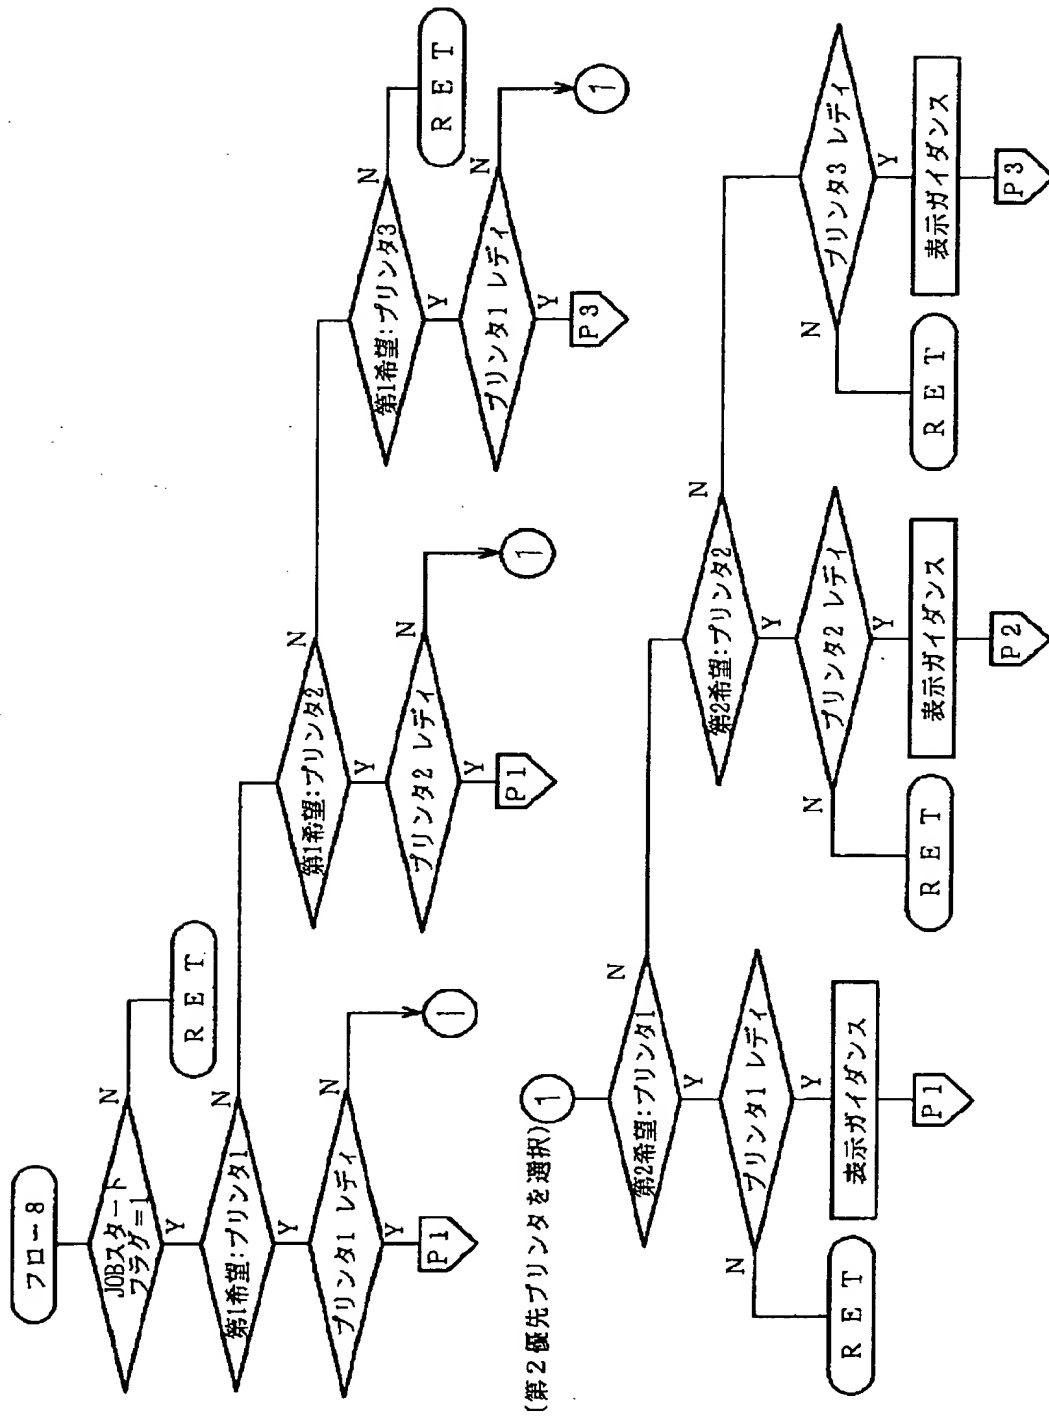 フロー8
JOBスタート
フラグ=1
Y
N
RET
第1希望:プリンタ1
Y
N
プリンタ1 レディ
Y
N
P1
1
第1希望:プリンタ2
Y
N
プリンタ2 レディ
Y
N
P1
1
第1希望:プリンタ3
Y
N
RET
プリンタ1 レディ
Y
N
P3
1
(第2優先プリンタを選択)
1
第2希望:プリンタ1
Y
N
プリンタ1 レディ
N
Y
RET
表示ガイダンス
P1
第2希望:プリンタ2
Y
N
プリンタ2 レディ
N
Y
RET
表示ガイダンス
P2
プリンタ3 レディ
N
Y
RET
表示ガイダンス
P3